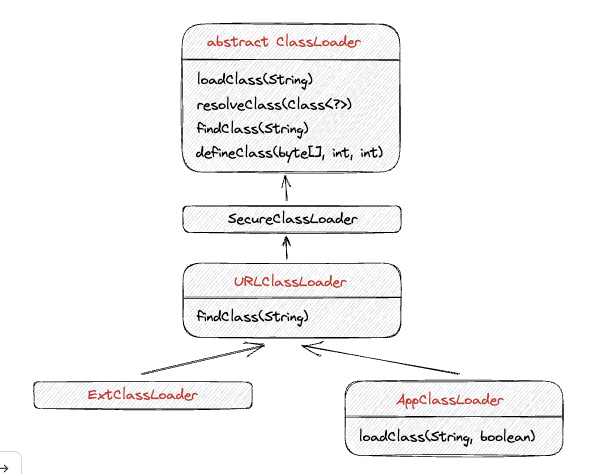 abstract ClassLoader
loadClass(String)
resolveClass(Class<?>)
findClass(String)
defineClass(byte[], int, int)
SecureClassLoader
URLClassLoader
findClass(String)
ExtClassLoader
AppClassLoader
loadClass(String, boolean)